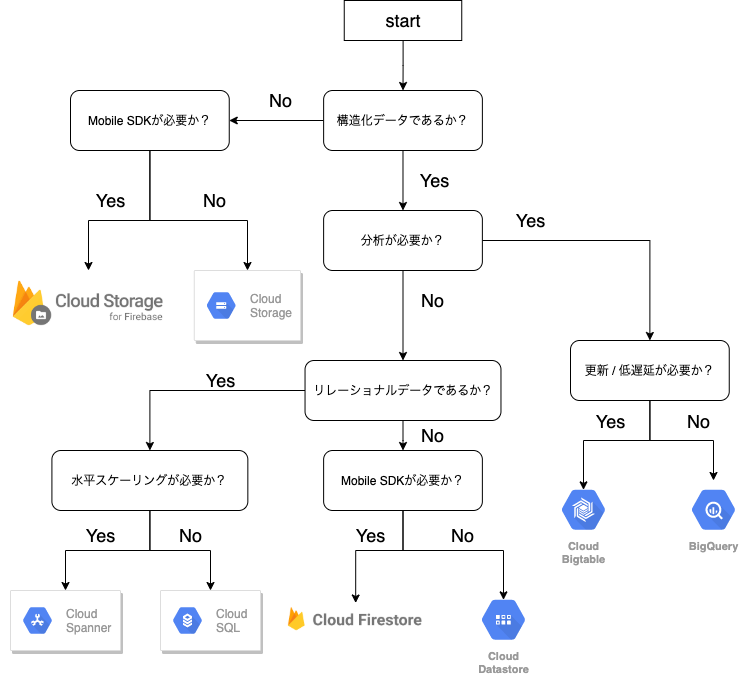 start
No
Mobile SDKが必要か？
構造化データであるか？
Yes
Yes
No
Yes
分析が必要か？
Cloud Storage
for Firebase
Cloud
Storage
No
更新 / 低遅延が必要か？
Yes
リレーショナルデータであるか？
Yes
No
No
水平スケーリングが必要か？
Mobile SDKが必要か？
Yes
No
Yes
No
Cloud
Bigtable
BigQuery
Cloud
Spanner
Cloud
SQL
Cloud Firestore
Cloud
Datastore